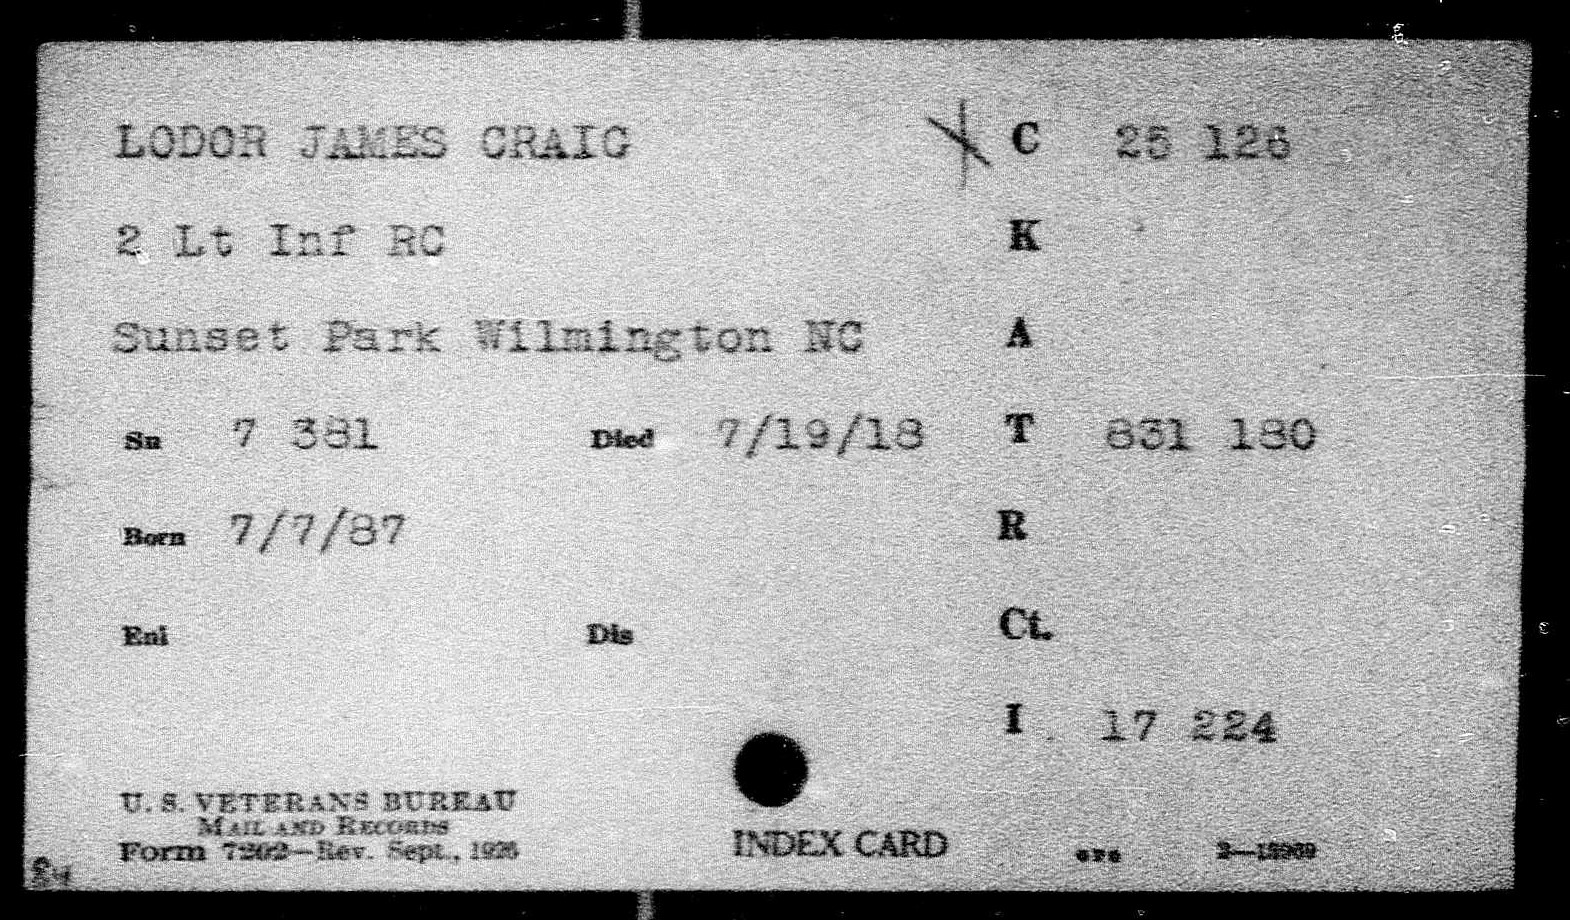 LODOR JAMES CRAIG C 25 126
2 Lt Inf RC K
Sunset Park Wilmington NC A
Sn 7 381 Died 7/19/18 T 831 180
Born 7/7/87 R
Enl Dis Ct.
I 17 224
U. S. VETERANS BUREAU
MAIL AND RECORDS
Form 7202—Rev. Sept., 1926
INDEX CARD